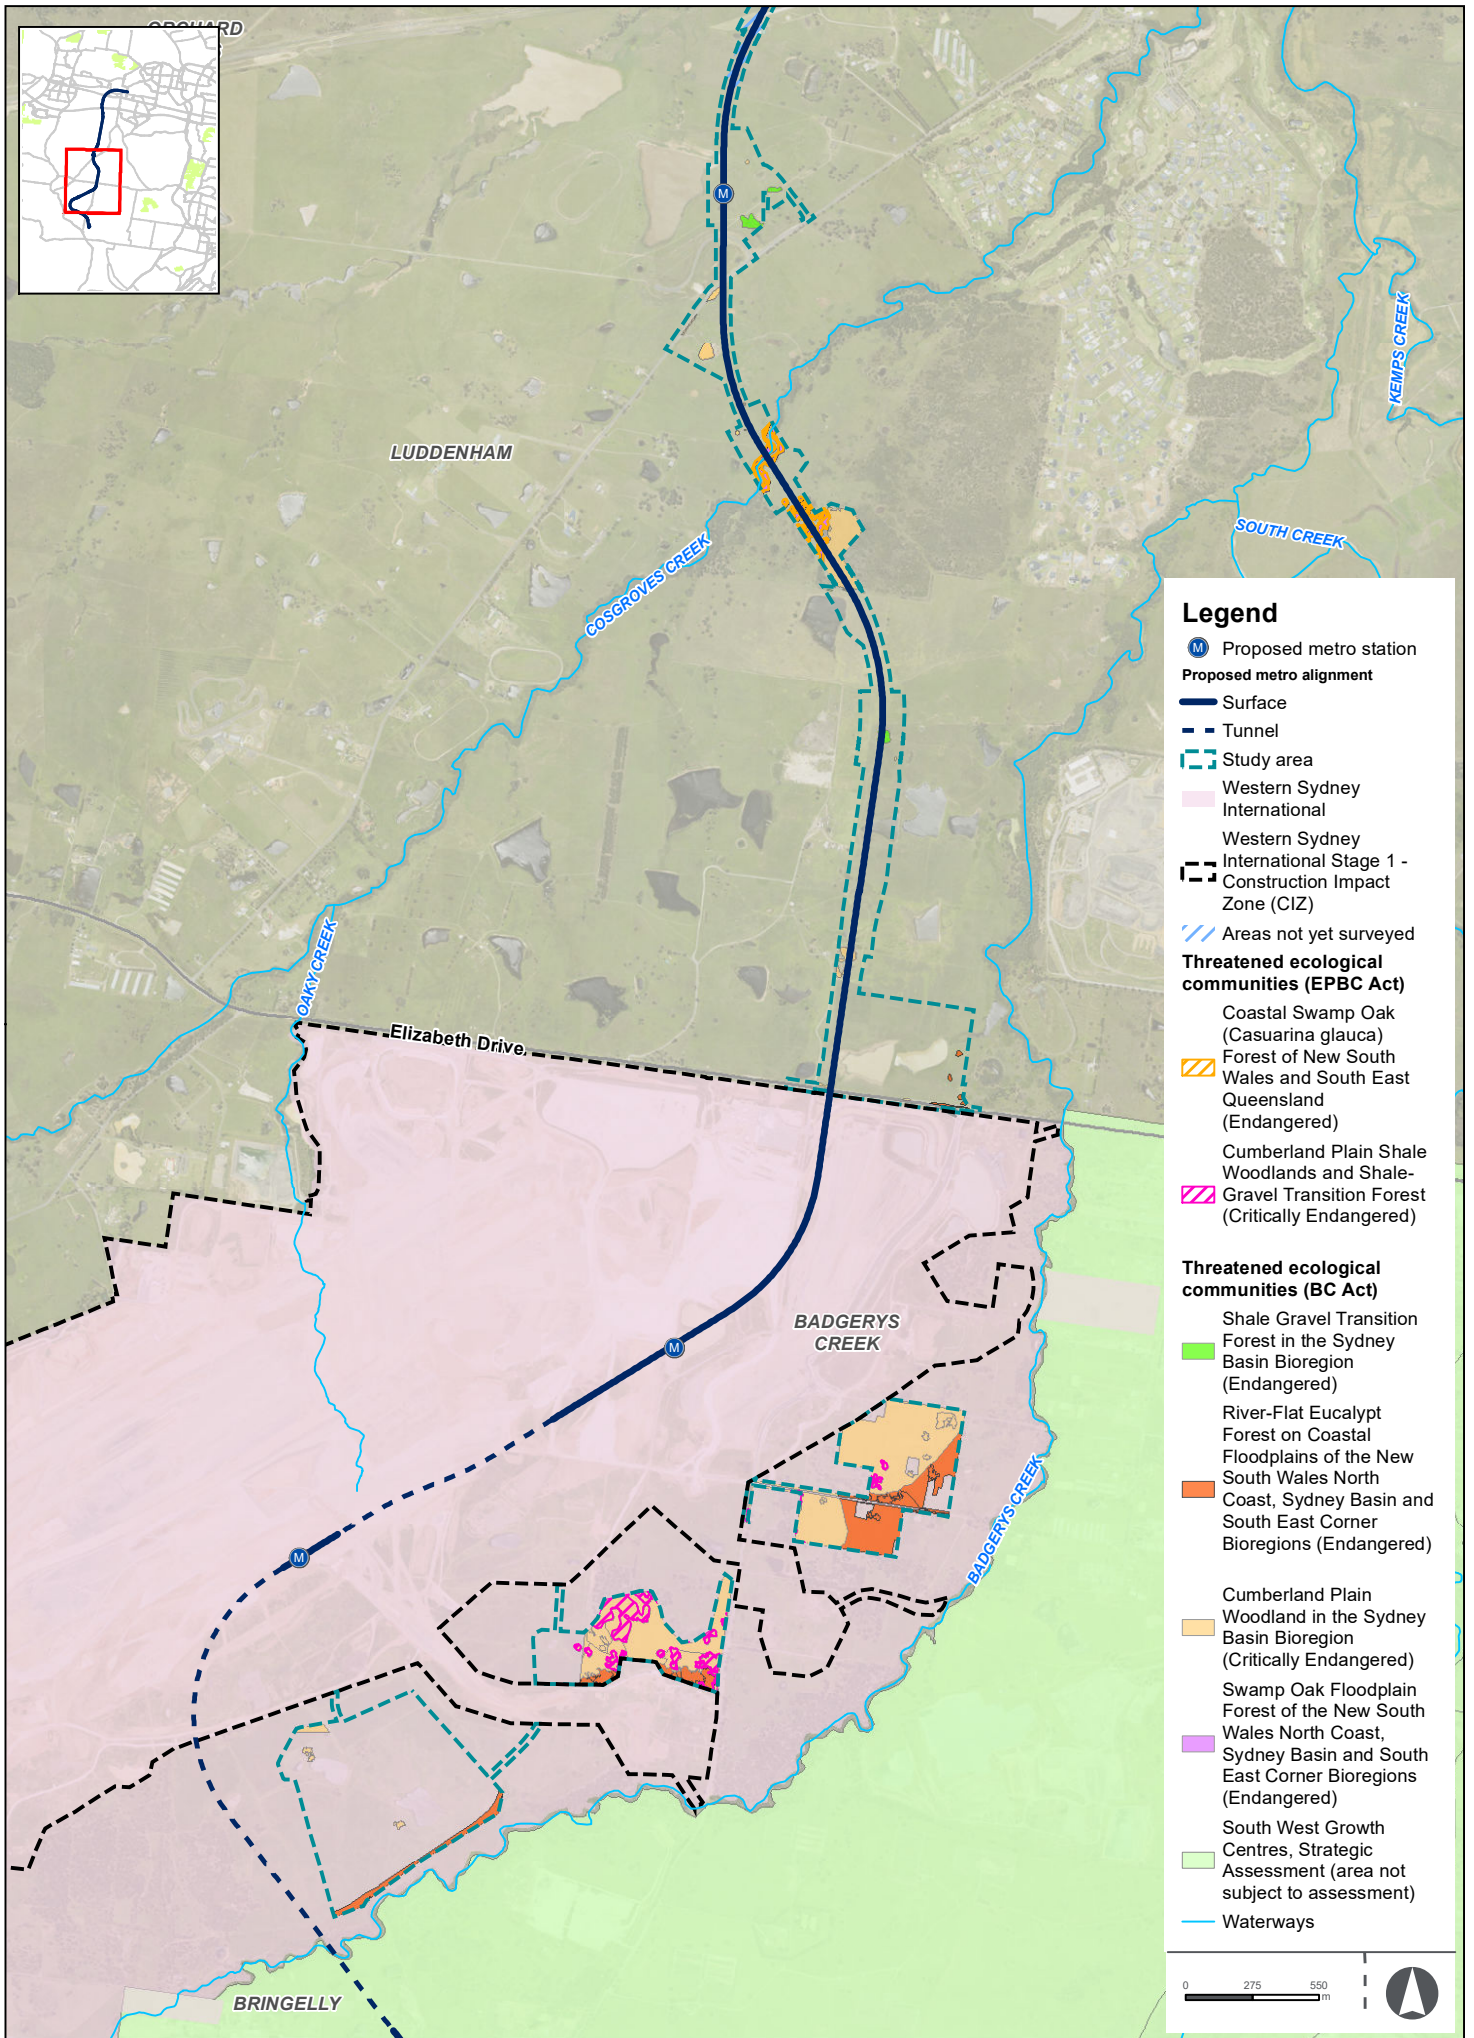 ORCHARD
M
LUDDENHAM
KEMPS CREEK
SOUTH CREEK
COSGROVES CREEK
OAKY CREEK
Elizabeth Drive
BADGERYS
CREEK
M
M
BADGERYS CREEK
BRINGELLY
Legend
M Proposed metro station
Proposed metro alignment
Surface
Tunnel
Study area
Western Sydney
International
Western Sydney
International Stage 1 -
Construction Impact
Zone (CIZ)
Areas not yet surveyed
Threatened ecological
communities (EPBC Act)
Coastal Swamp Oak
(Casuarina glauca)
Forest of New South
Wales and South East
Queensland
(Endangered)
Cumberland Plain Shale
Woodlands and Shale-
Gravel Transition Forest
(Critically Endangered)
Threatened ecological
communities (BC Act)
Shale Gravel Transition
Forest in the Sydney
Basin Bioregion
(Endangered)
River-Flat Eucalypt
Forest on Coastal
Floodplains of the New
South Wales North
Coast, Sydney Basin and
South East Corner
Bioregions (Endangered)
Cumberland Plain
Woodland in the Sydney
Basin Bioregion
(Critically Endangered)
Swamp Oak Floodplain
Forest of the New South
Wales North Coast,
Sydney Basin and South
East Corner Bioregions
(Endangered)
South West Growth
Centres, Strategic
Assessment (area not
subject to assessment)
Waterways
0 275 550
m